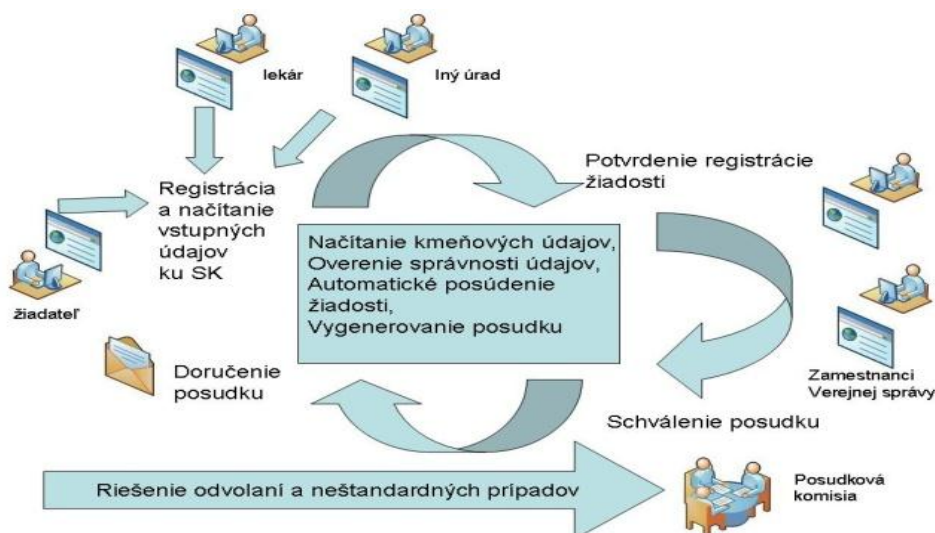 lekár
Iný úrad
Registrácia
a načítanie
vstupných
údajov
ku SK
žiadateľ
Potvrdenie registrácie
žiadosti
Načítanie kmeňových údajov,
Overenie správnosti údajov,
Automatické posúdenie
žiadosti,
Vygenerovanie posudku
Zamestnanci
Verejnej správy
Doručenie
posudku
Schválenie posudku
Riešenie odvolaní a neštandardných prípadov
Posudková
komisia